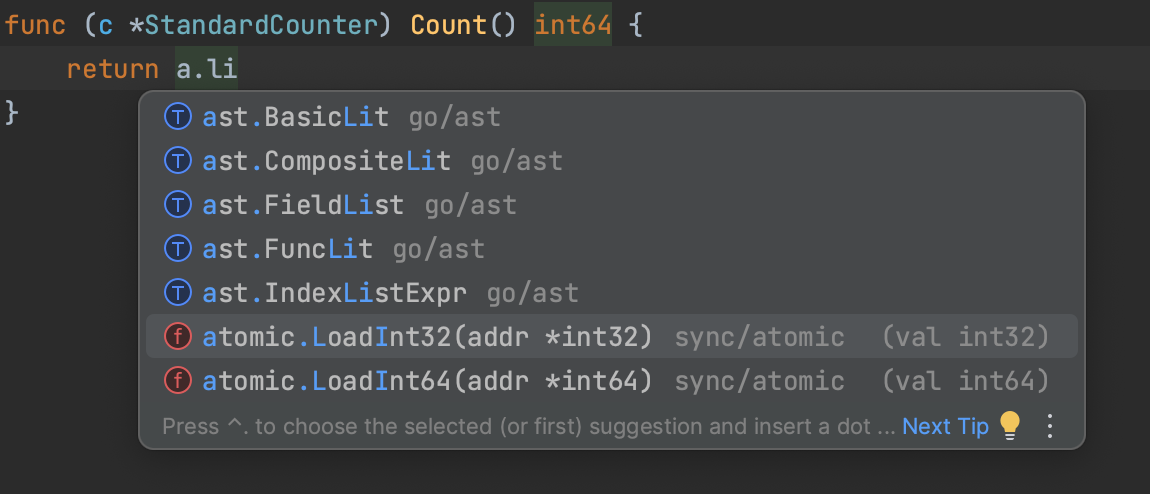 func (c *StandardCounter) Count() int64 {
return a.li
}
T ast.BasicLit go/ast
T ast.CompositeLit go/ast
T ast.FieldList go/ast
T ast.FuncLit go/ast
T ast.IndexListExpr go/ast
f atomic.LoadInt32(addr *int32) sync/atomic (val int32)
f atomic.LoadInt64(addr *int64) sync/atomic (val int64)
Press ^. to choose the selected (or first) suggestion and insert a dot ... Next Tip